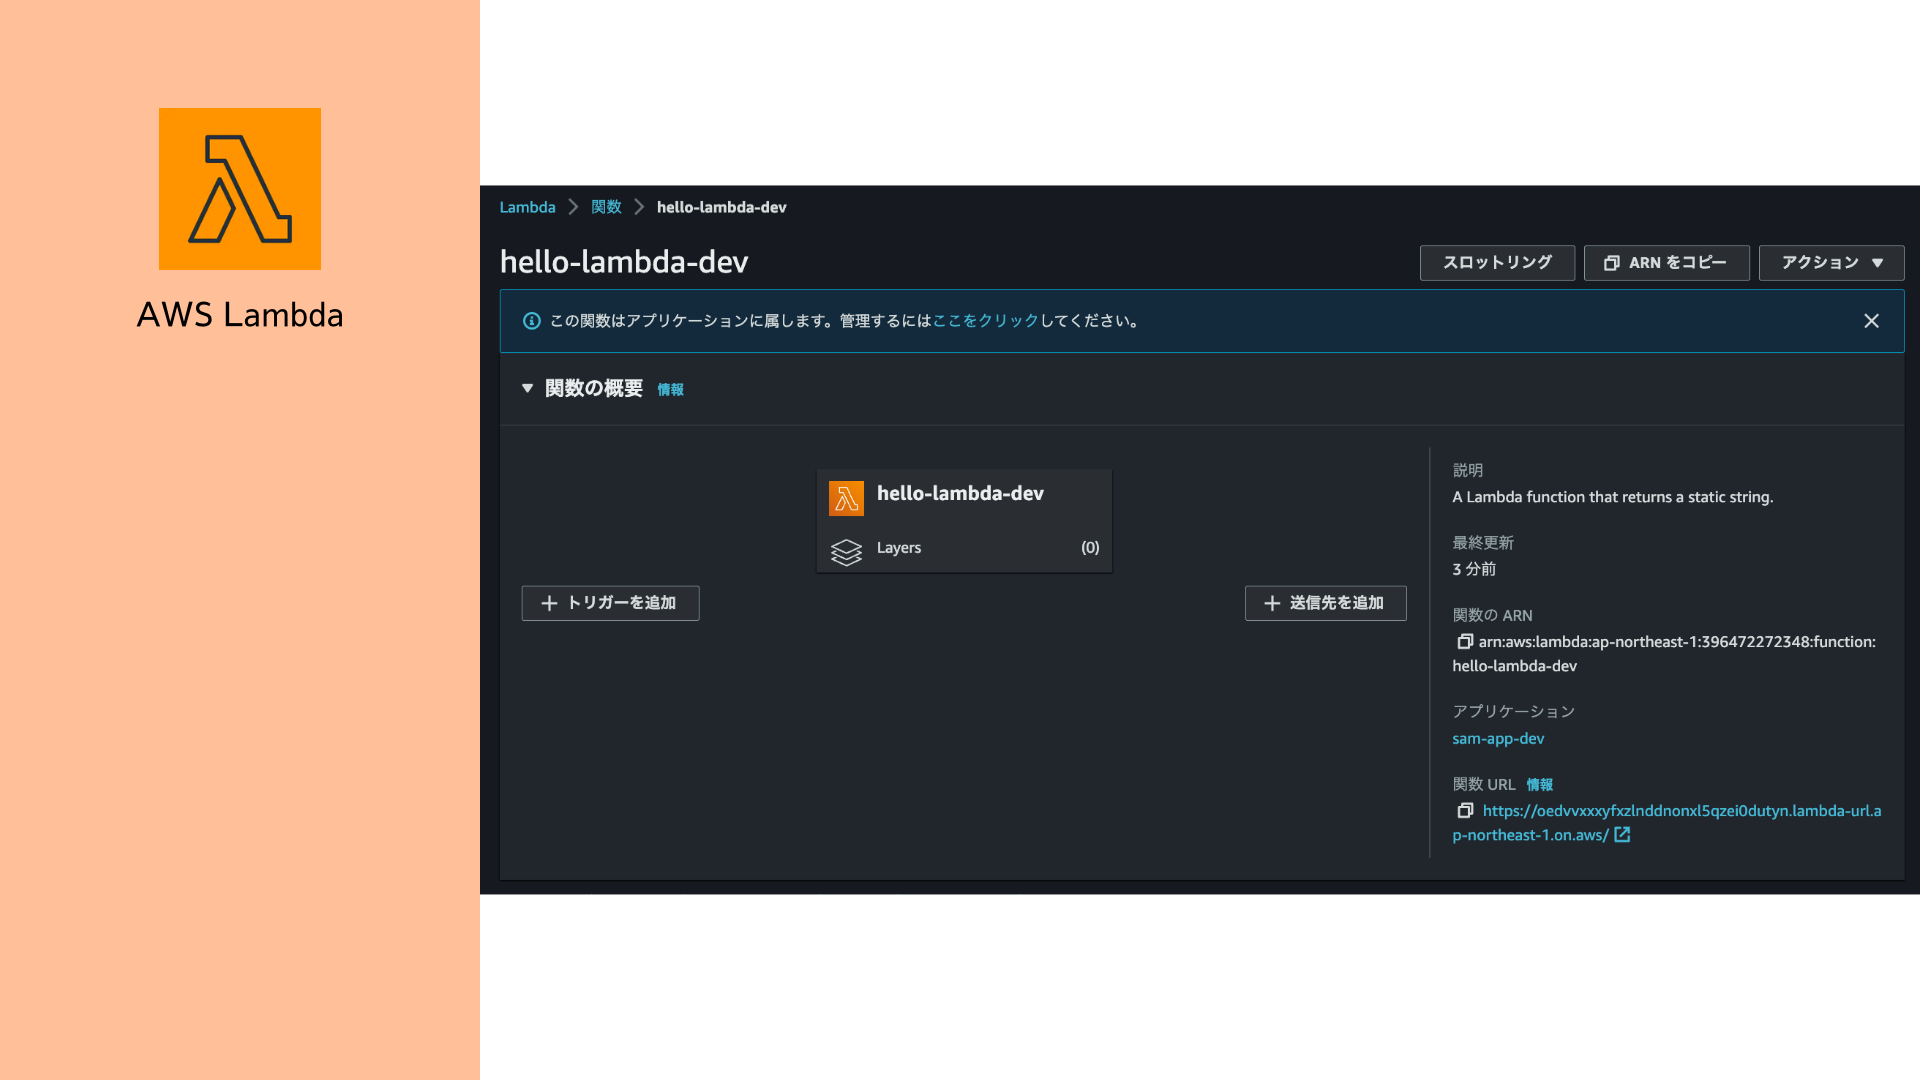 AWS Lambda
Lambda > 関数 > hello-lambda-dev
hello-lambda-dev
スロットリング
ARN をコピー
アクション ▼
この関数はアプリケーションに属します。管理するにはここをクリックしてください。
▼ 関数の概要 情報
hello-lambda-dev
Layers (0)
トリガーを追加
送信先を追加
説明
A Lambda function that returns a static string.
最終更新
3 分前
関数の ARN
arn:aws:lambda:ap-northeast-1:396472272348:function:
hello-lambda-dev
アプリケーション
sam-app-dev
関数 URL 情報
https://oedvvxxxyfxzlnddnonxl5qzei0dutyn.lambda-url.a
p-northeast-1.on.aws/